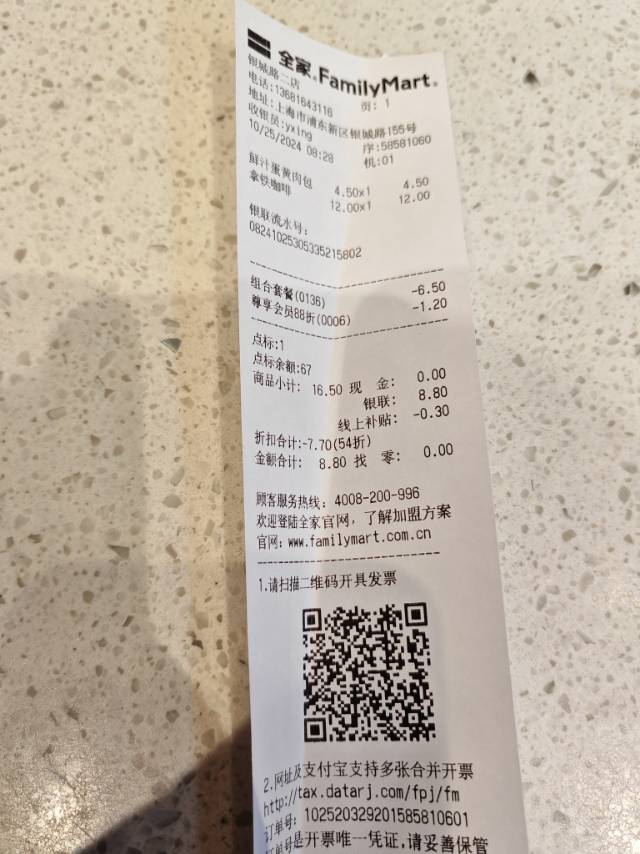 全家 FamilyMart
银城路二店 页: 1
电话:13681643116
地址:上海市浦东新区银城路155号
收银员:yxing 序:58581060
10/25/2024 08:28 机:01
鲜汁蛋黄肉包 4.50x1 4.50
拿铁咖啡 12.00x1 12.00
银联流水号:
08241025305335215802
组合套餐(0136) -6.50
尊享会员88折(0006) -1.20
点标:1
点标余额:67
商品小计: 16.50 现 金: 0.00
银联: 8.80
线上补贴: -0.30
折扣合计:-7.70(54折)
金额合计: 8.80 找 零: 0.00
顾客服务热线: 4008-200-996
欢迎登陆全家官网，了解加盟方案
官网: www.familymart.com.cn
1.请扫描二维码开具发票
2.网址及支付宝支持多张合并开票
http://tax.datarj.com/fpj/fm
订单号: 102520329201585810601
订单号是开票唯一凭证,请妥善保管